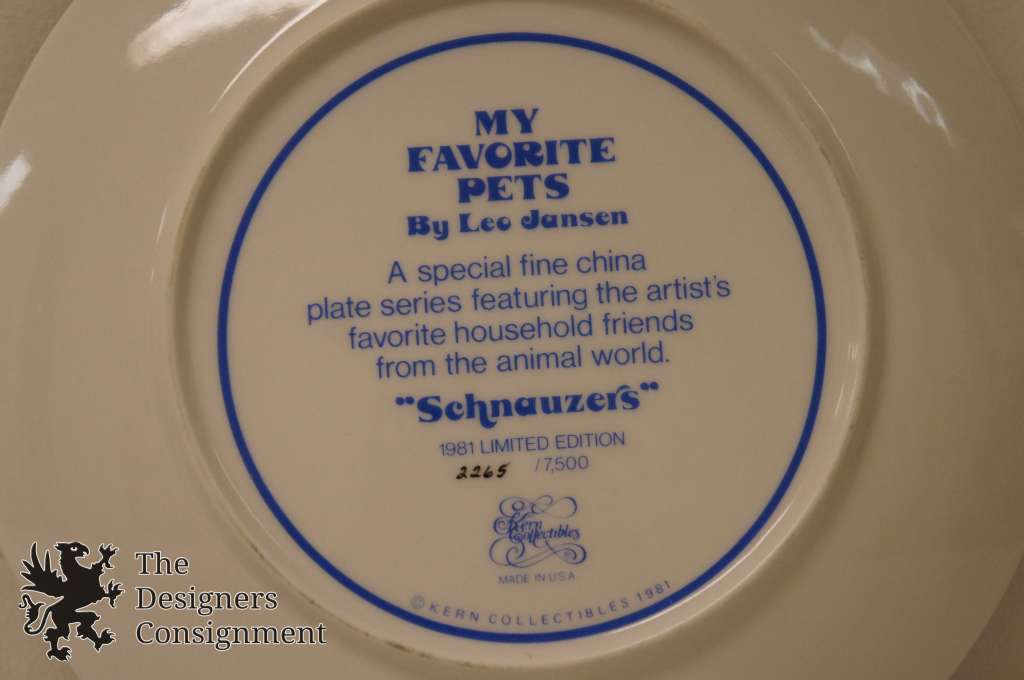 MY
FAVORITE
PETS
By Leo Jansen
A special fine china
plate series featuring the artist's
favorite household friends
from the animal world.
"Schnauzers"
1981 LIMITED EDITION
2265 /7,500
Kern
Collectibles
MADE IN U.S.A.
© KERN COLLECTIBLES 1981
The
Designers
Consignment